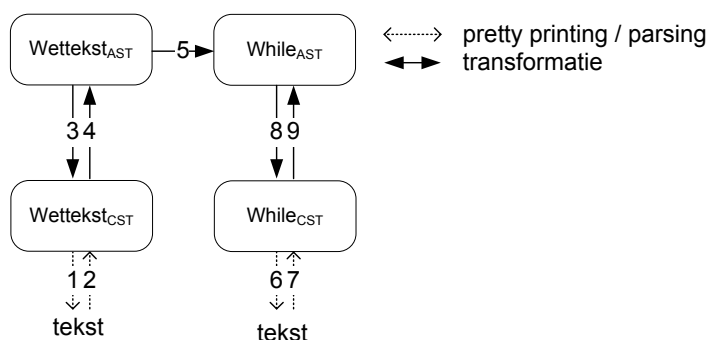 Wettekst_AST
5
While_AST
pretty printing / parsing
transformatie
3 4
8 9
Wettekst_CST
While_CST
1 2
6 7
tekst
tekst